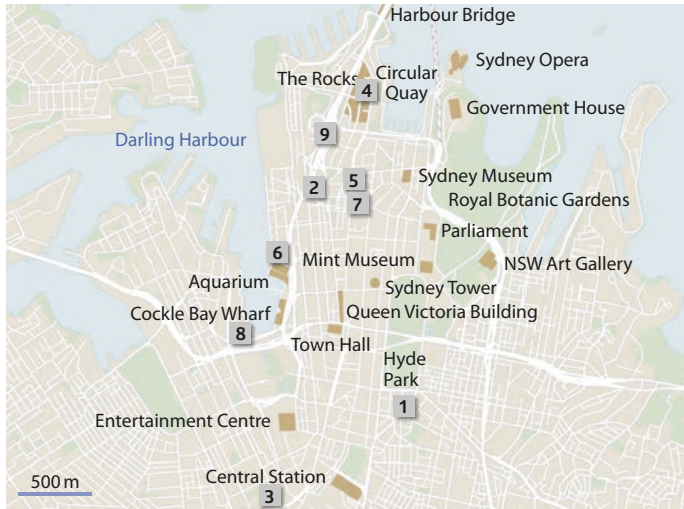 Harbour Bridge
Sydney Opera
The Rocks
Circular
Quay
4
Government House
9
Darling Harbour
5
2
7
Sydney Museum
Royal Botanic Gardens
Parliament
6
Mint Museum
NSW Art Gallery
Aquarium
Sydney Tower
Cockle Bay Wharf
Queen Victoria Building
8
Town Hall
Hyde
Park
1
Entertainment Centre
Central Station
500 m
3